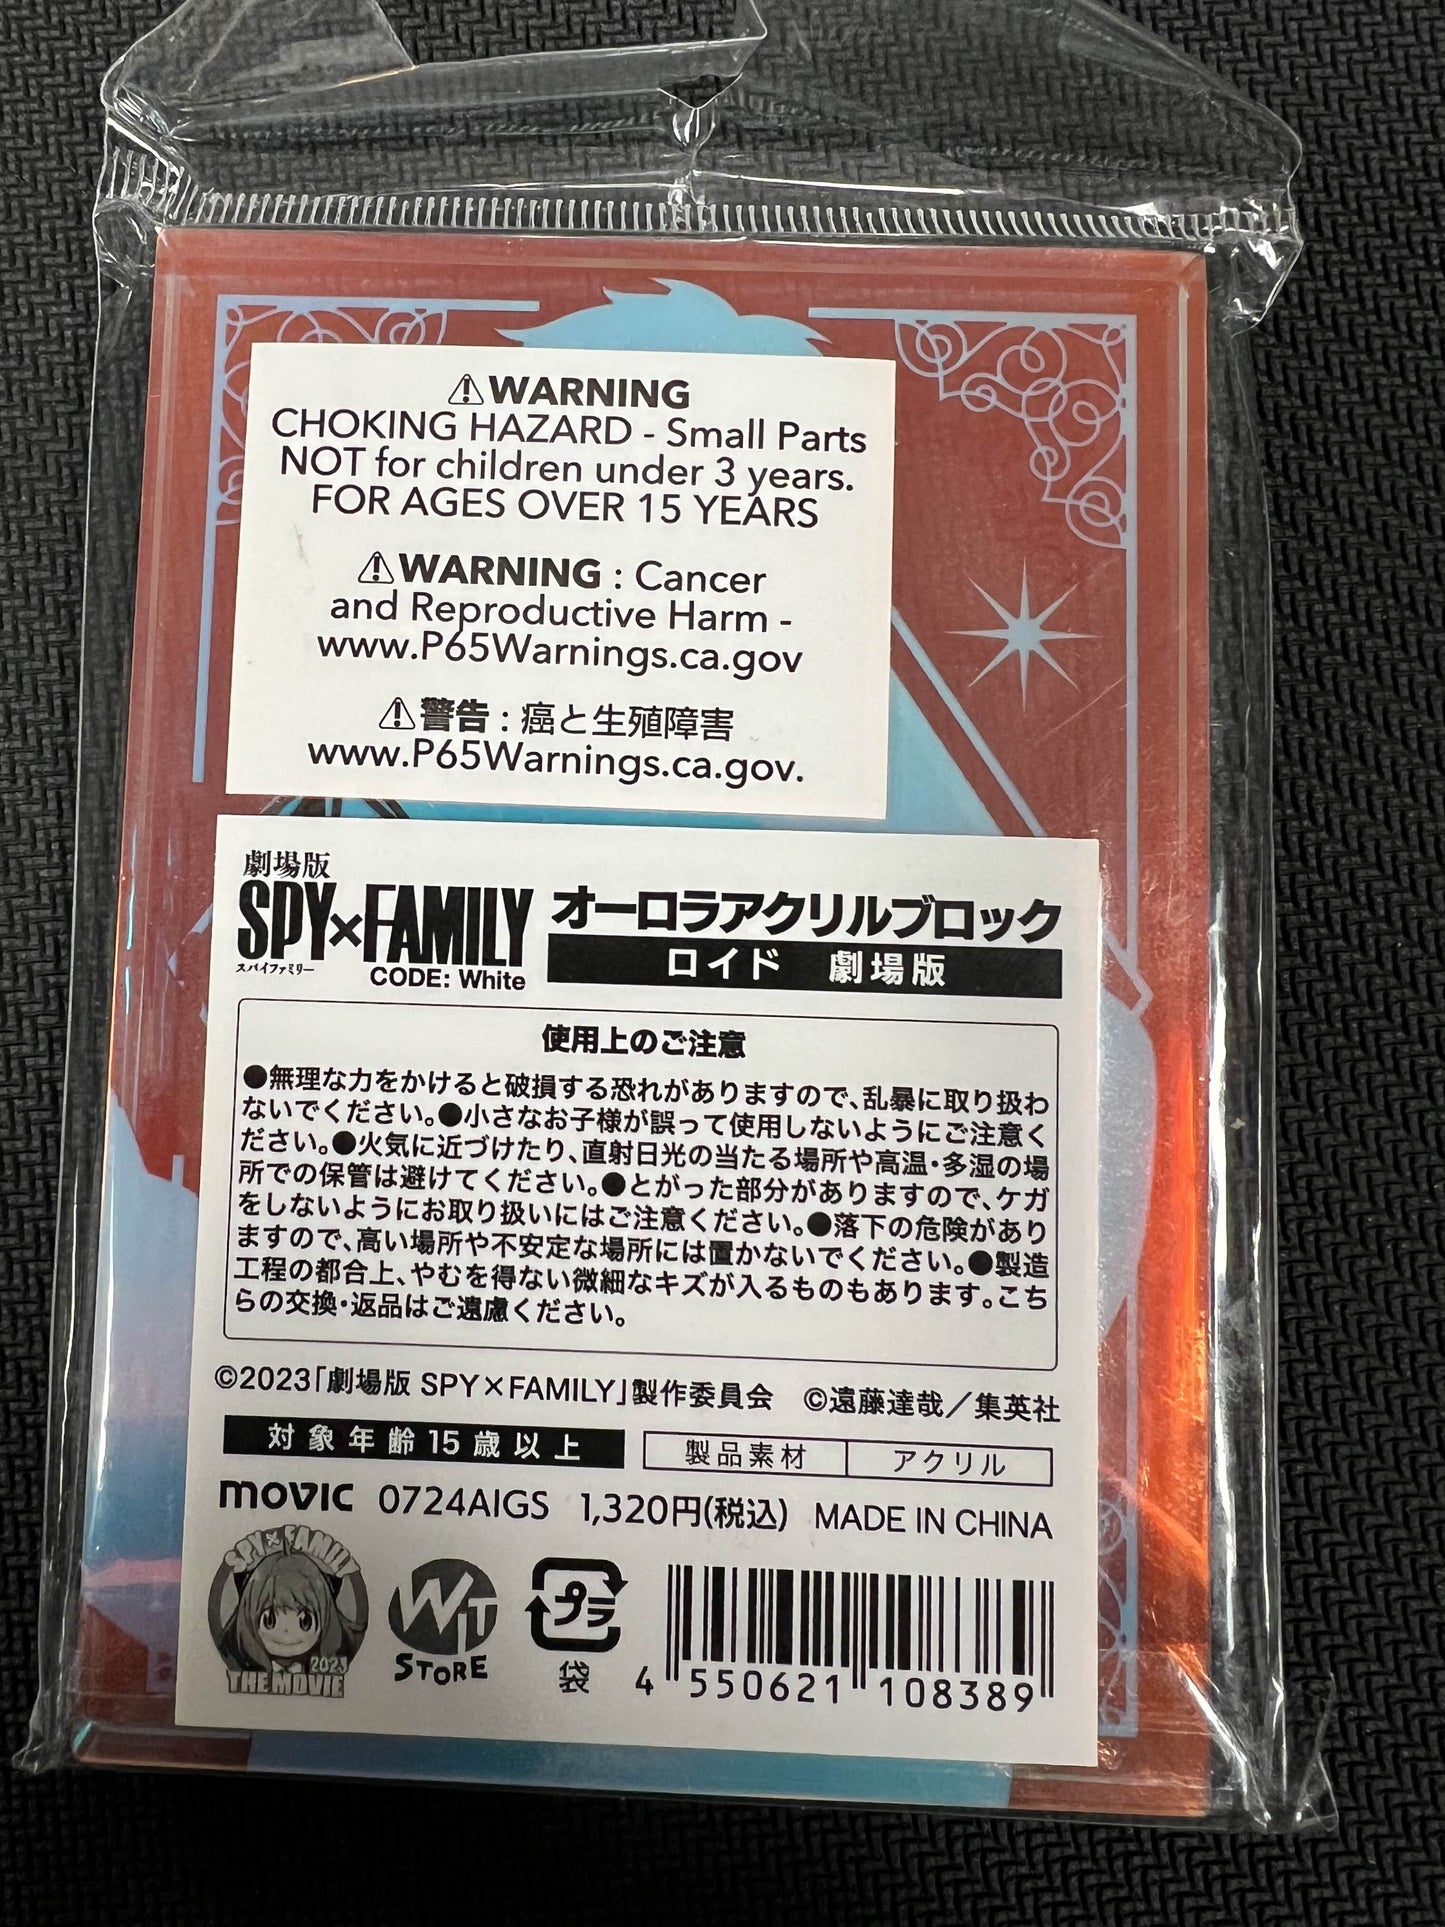 ⚠WARNING
CHOKING HAZARD - Small Parts
NOT for children under 3 years.
FOR AGES OVER 15 YEARS
⚠WARNING : Cancer
and Reproductive Harm -
www.P65Warnings.ca.gov
⚠警告 : 癌と生殖障害
www.P65Warnings.ca.gov.
劇場版
SPY×FAMILY
スパイファミリー
CODE: White
オーロラアクリルブロック
ロイド 劇場版
使用上のご注意
●無理な力をかけると破損する恐れがありますので、乱暴に取り扱わ
ないでください。●小さなお子様が誤って使用しないようにご注意く
ださい。●火気に近づけたり、直射日光の当たる場所や高温・多湿の場
所での保管は避けてください。●とがった部分がありますので、ケガ
をしないようにお取り扱いにはご注意ください。●落下の危険があり
ますので、高い場所や不安定な場所には置かないでください。●製造
工程の都合上、やむを得ない微細なキズが入るものもあります。こち
らの交換・返品はご遠慮ください。
©2023「劇場版 SPY×FAMILY」製作委員会 ©遠藤達哉／集英社
対象年齢15歳以上
製品素材 アクリル
movic 0724AIGS 1,320円(税込) MADE IN CHINA
SPY×FAMILY
2023
THE MOVIE
WIT
STORE
プラ
袋
4 550621 108389